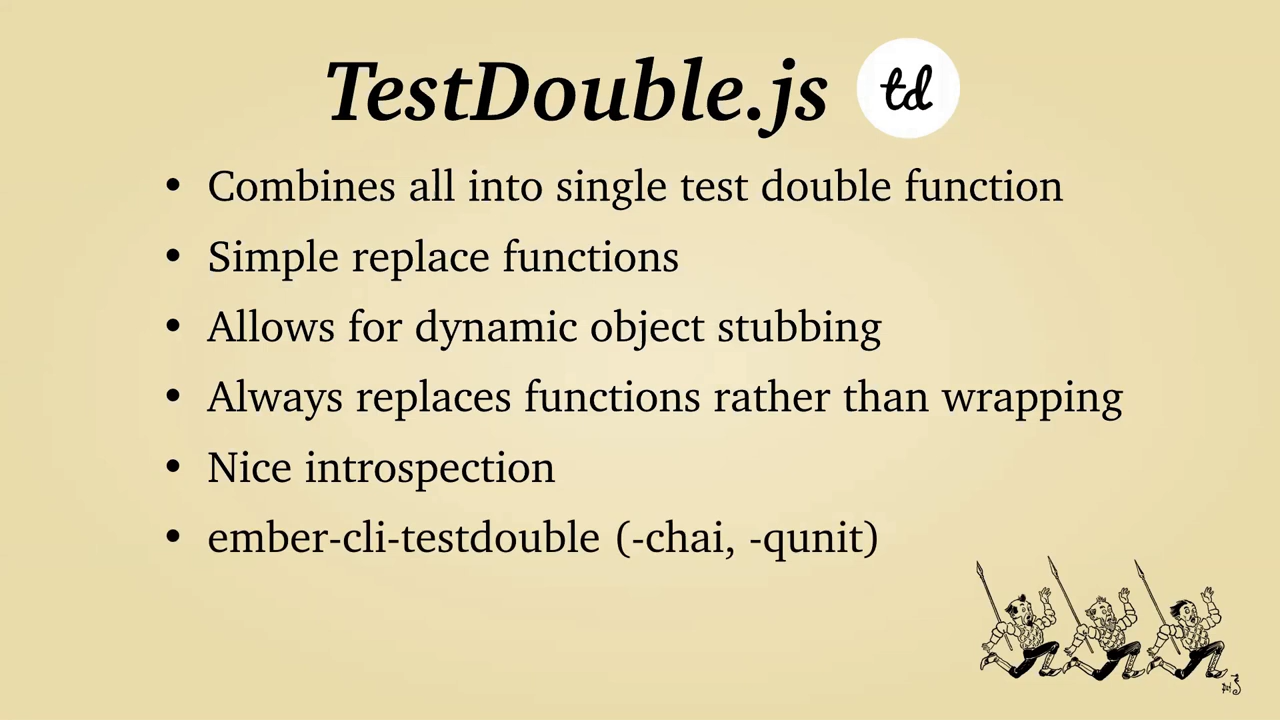 TestDouble.js td
• Combines all into single test double function
• Simple replace functions
• Allows for dynamic object stubbing
• Always replaces functions rather than wrapping
• Nice introspection
• ember-cli-testdouble (-chai, -qunit)